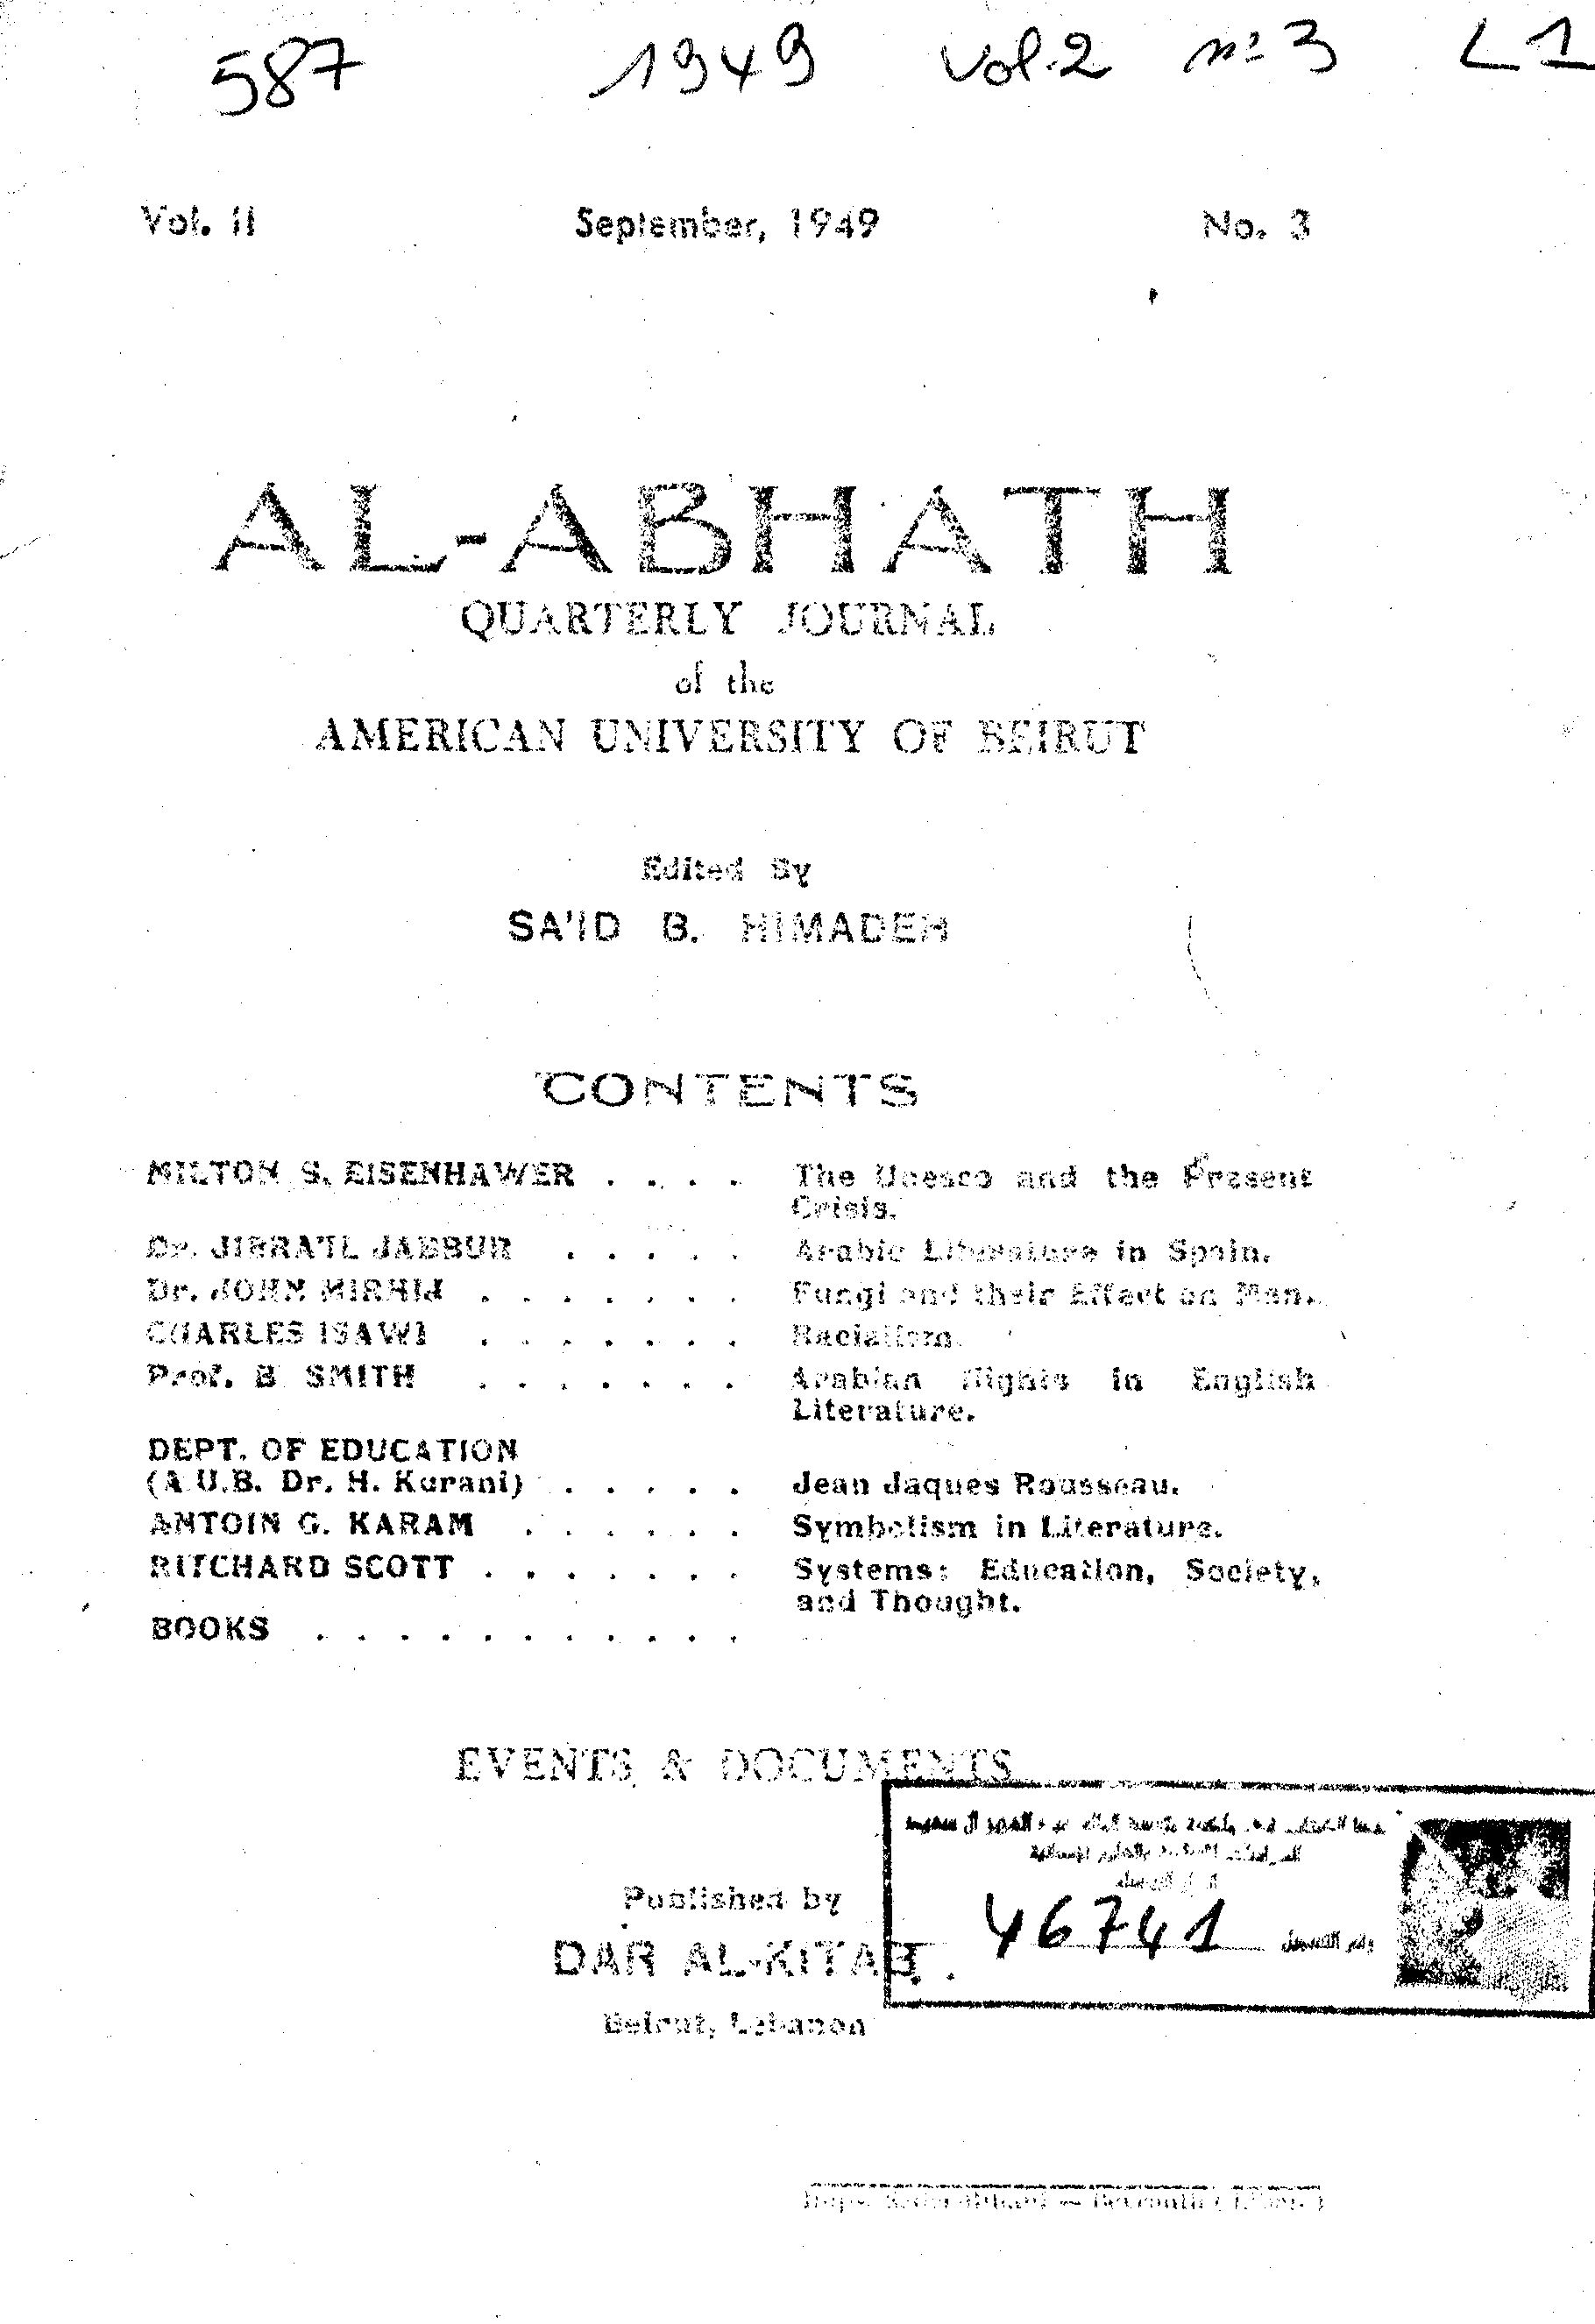 587 1949 Vol.2 nº 3 L1
Vol. II September, 1949 No. 3
AL-ABHATH
QUARTERLY JOURNAL
of the
AMERICAN UNIVERSITY OF BEIRUT
Edited By
SA'ID B. HIMADEH
CONTENTS
MILTON S. EISENHAWER . . . . The Unesco and the Present
Crisis.
Dr. JIBRA'IL JABBUR . . . . . Arabic Literature in Spain.
Dr. JOHN MIRHIJ . . . . . . . Fungi and their Effect on Man.
CHARLES ISAWI . . . . . . . Racialism.
Prof. B SMITH . . . . . . . Arabian Nights in English
Literature.
DEPT. OF EDUCATION
(A.U.B. Dr. H. Kurani) . . . . . Jean Jaques Rousseau.
ANTOIN G. KARAM . . . . . . Symbolism in Literature.
RITCHARD SCOTT . . . . . . . Systems: Education, Society,
and Thought.
BOOKS . . . . . . . . . . .
EVENTS & DOCUMENTS
Published by
DAR AL-KITAB
46741 رقم التسجيل
Beirut, Lebanon